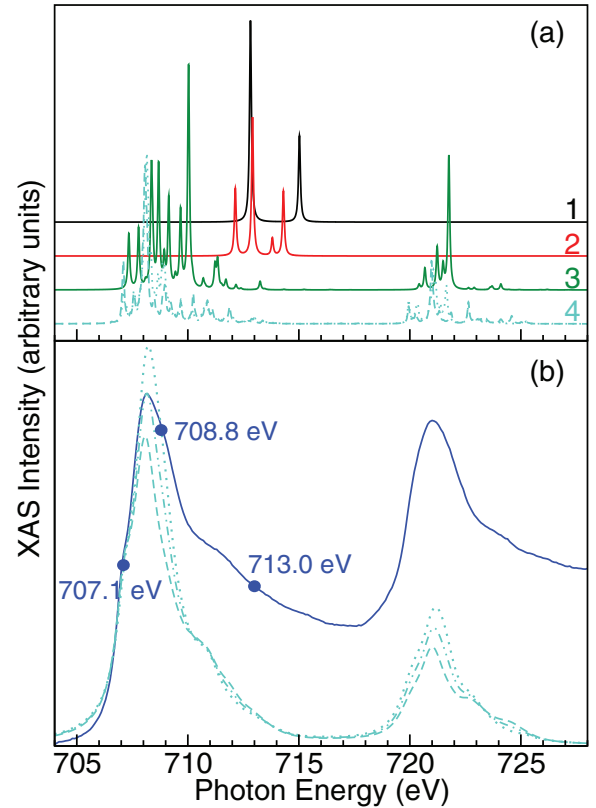 (a)
1
2
3
4
XAS Intensity (arbitrary units)
(b)
708.8 eV
713.0 eV
707.1 eV
705 710 715 720 725
Photon Energy (eV)